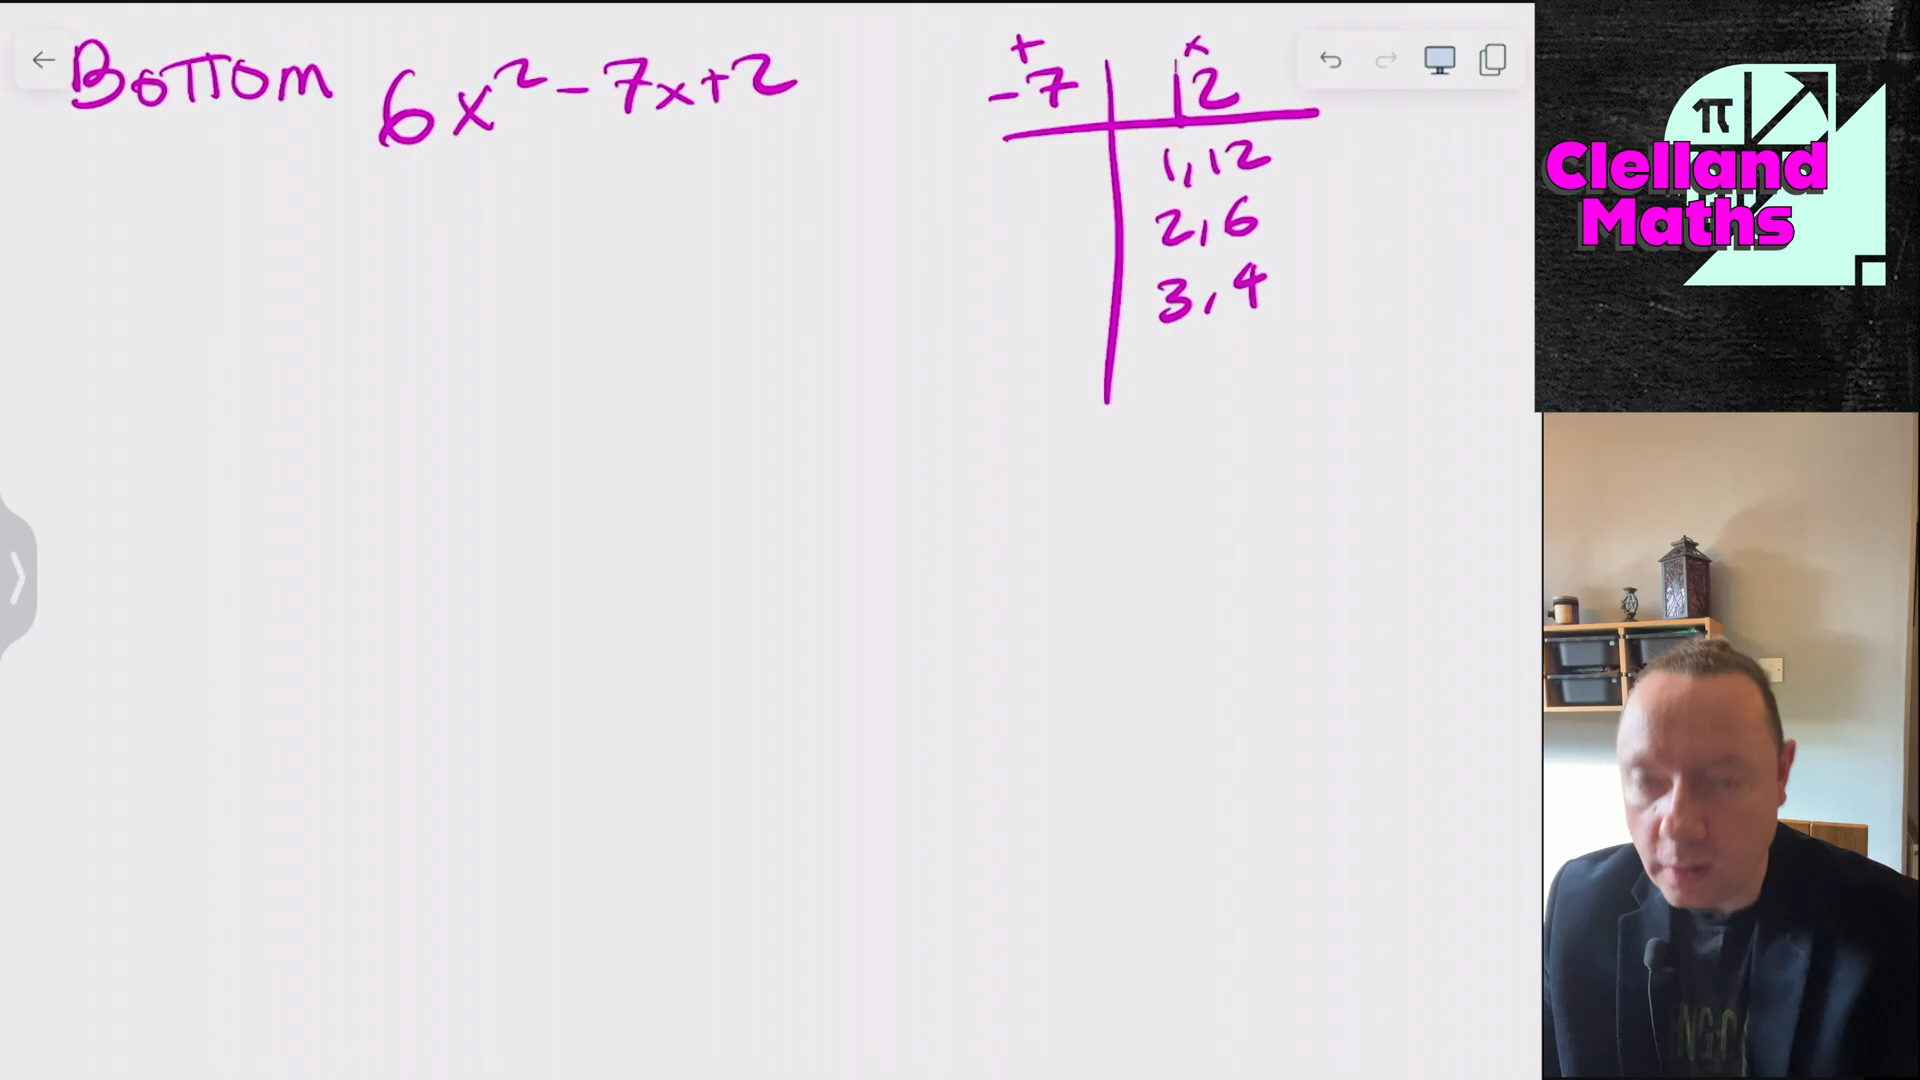 Bottom 6x² - 7x + 2
+ x
-7 12
1, 12
2, 6
3, 4
π
Clelland
Maths